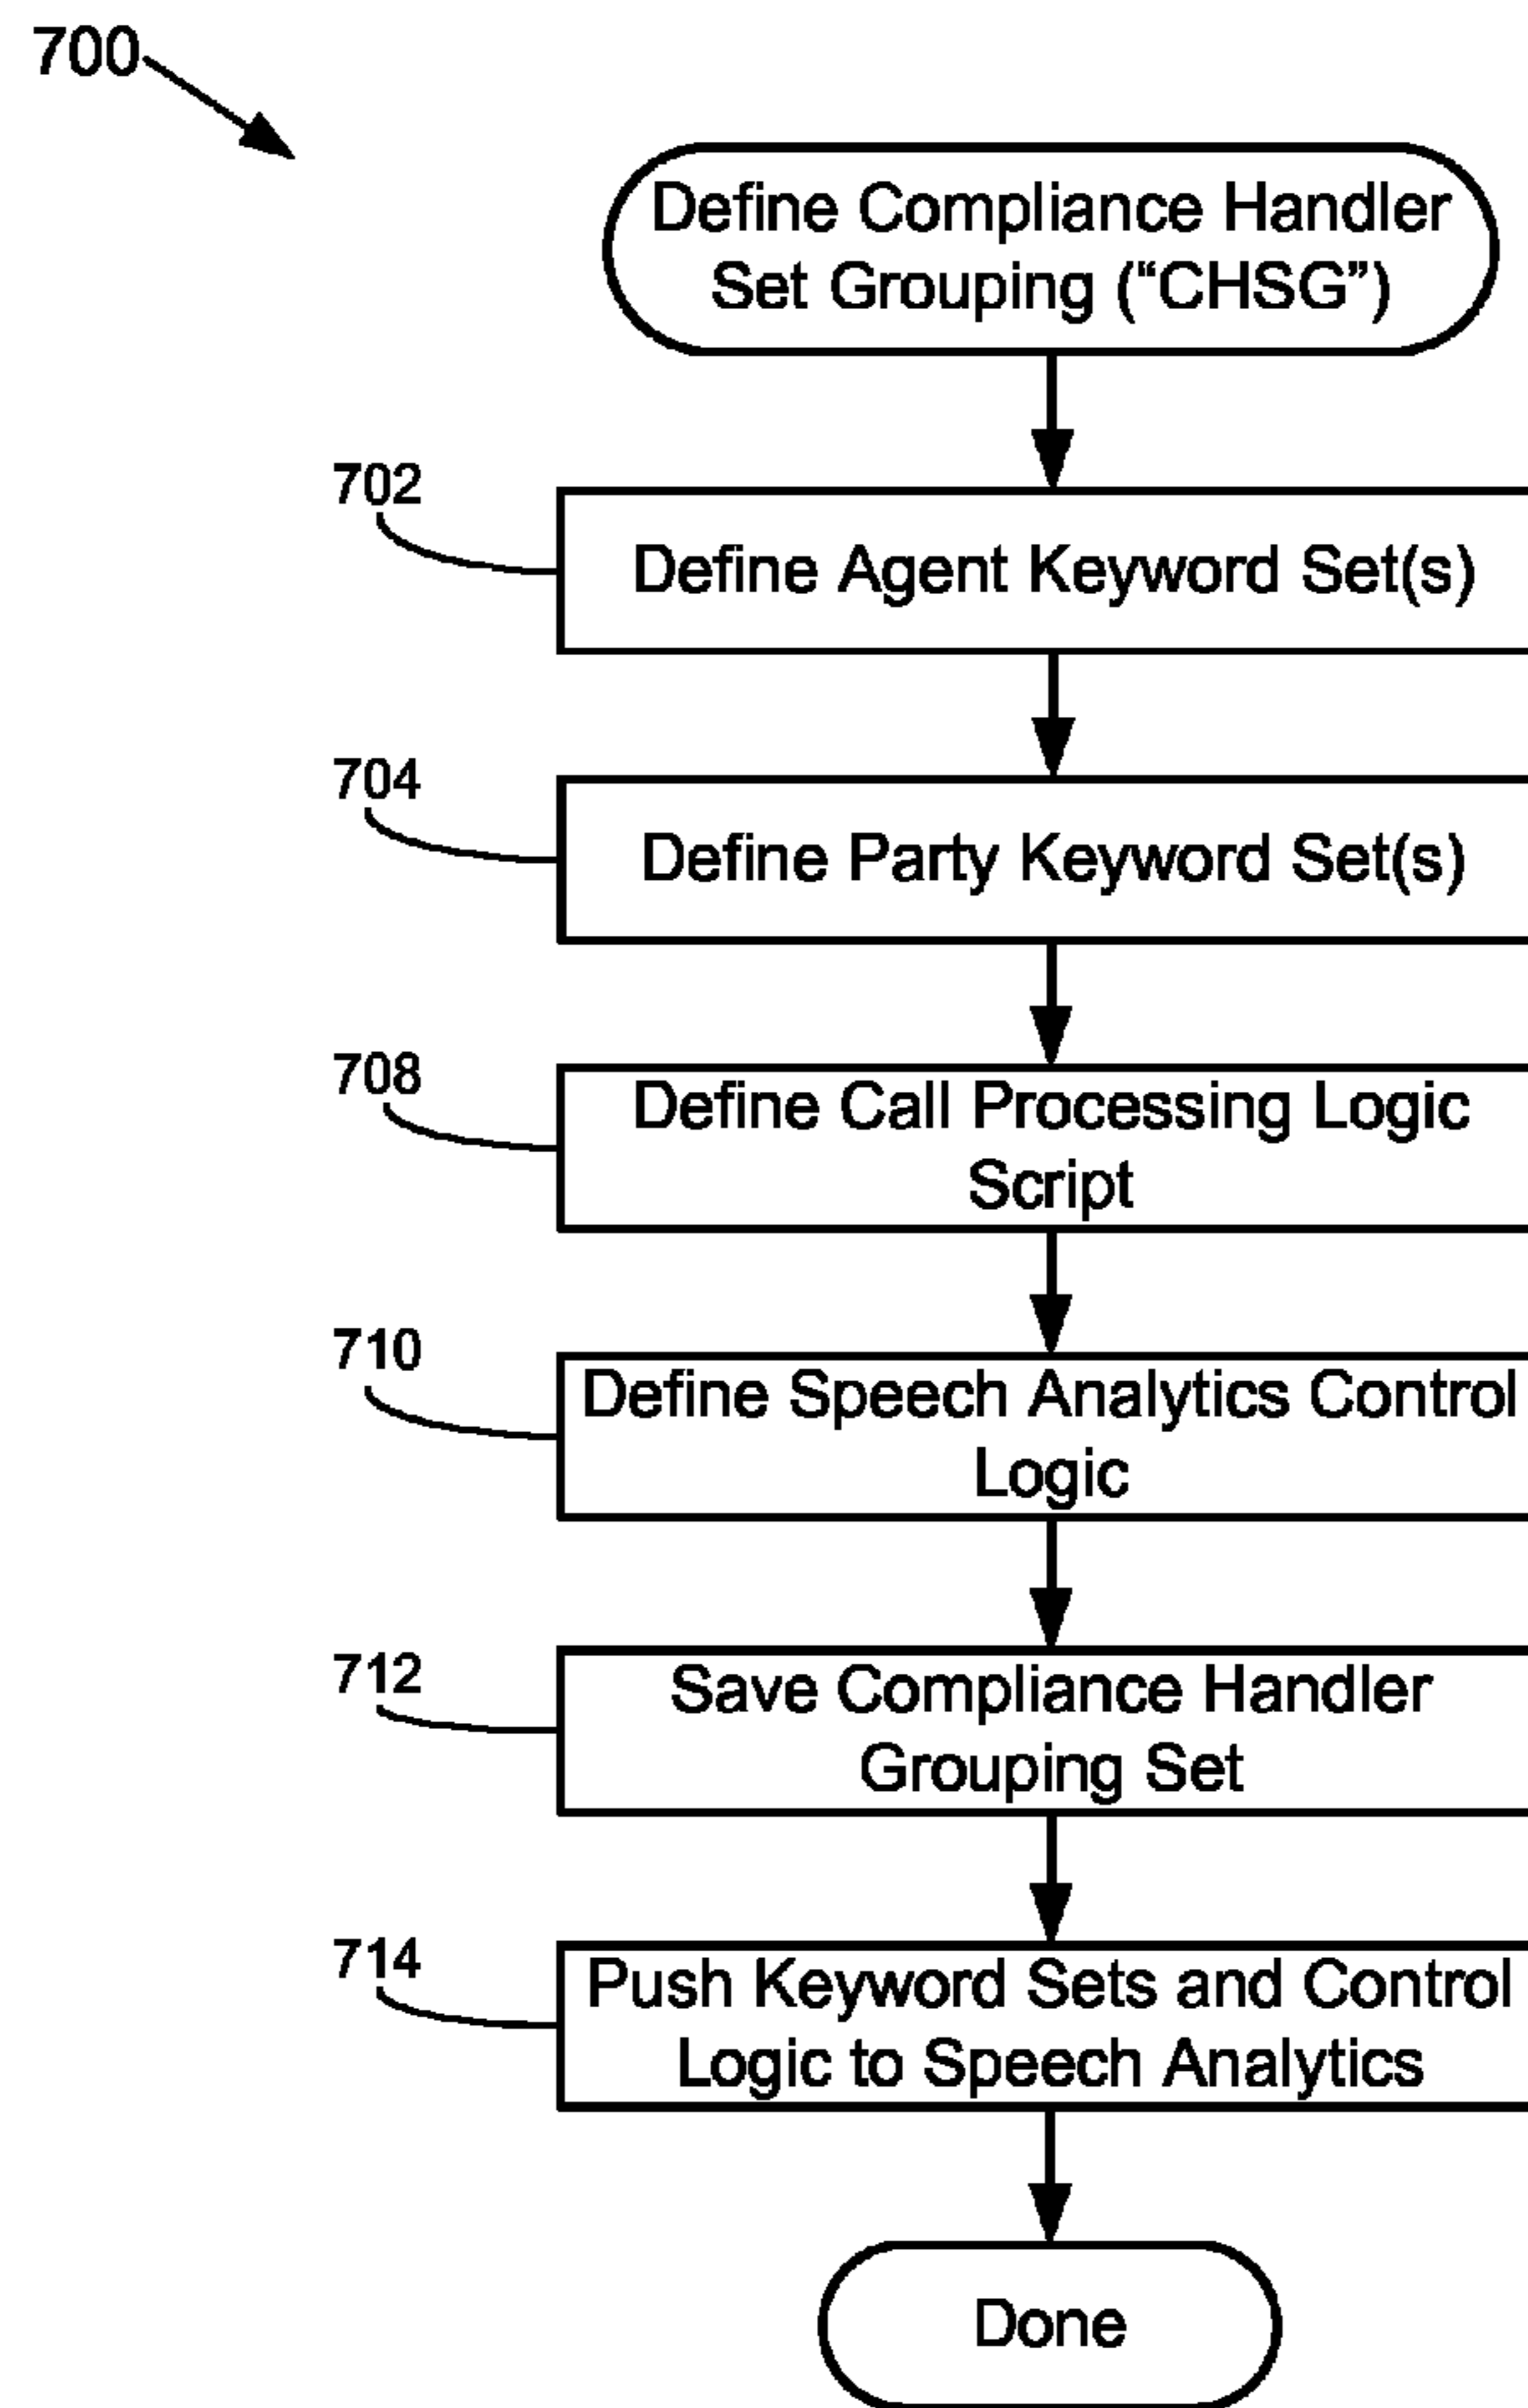 700
Define Compliance Handler
Set Grouping (“CHSG”)
702
Define Agent Keyword Set(s)
704
Define Party Keyword Set(s)
708
Define Call Processing Logic
Script
710
Define Speech Analytics Control
Logic
712
Save Compliance Handler
Grouping Set
714
Push Keyword Sets and Control
Logic to Speech Analytics
Done